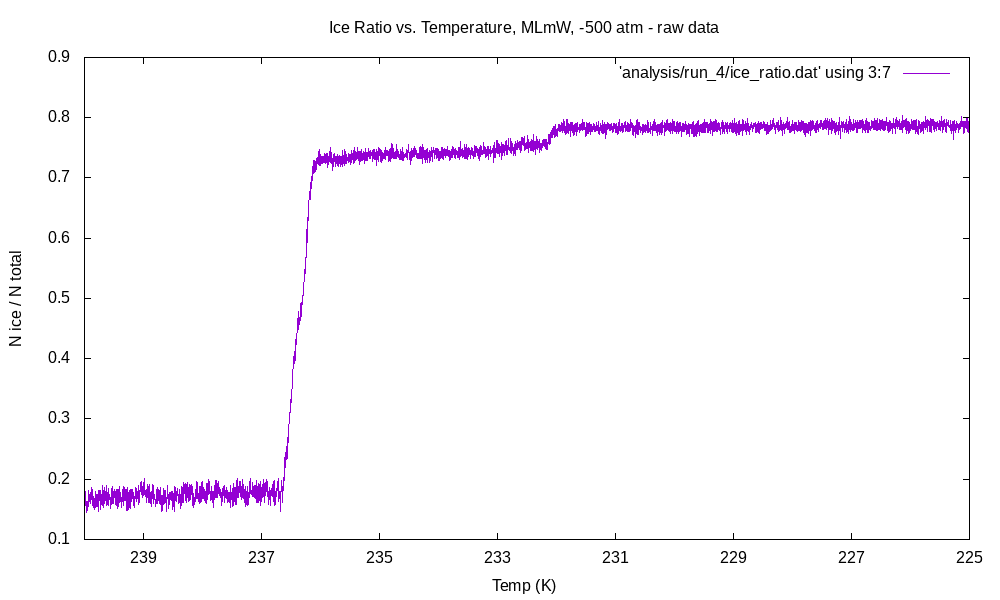 Ice Ratio vs. Temperature, MLmW, -500 atm - raw data
'analysis/run_4/ice_ratio.dat' using 3:7
0.9
0.8
0.7
0.6
0.5
0.4
0.3
0.2
0.1
N ice / N total
239 237 235 233 231 229 227 225
Temp (K)